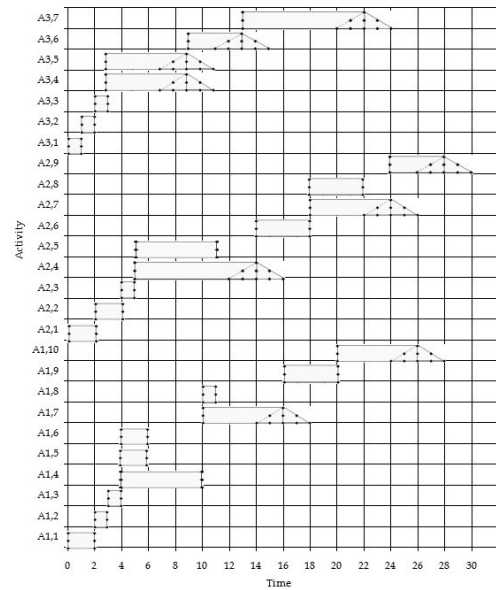 A3,7
A3,6
A3,5
A3,4
A3,3
A3,2
A3,1
A2,9
A2,8
A2,7
A2,6
A2,5
A2,4
A2,3
A2,2
A2,1
A1,10
A1,9
A1,8
A1,7
A1,6
A1,5
A1,4
A1,3
A1,2
A1,1
Activity
0 2 4 6 8 10 12 14 16 18 20 22 24 26 28 30
Time